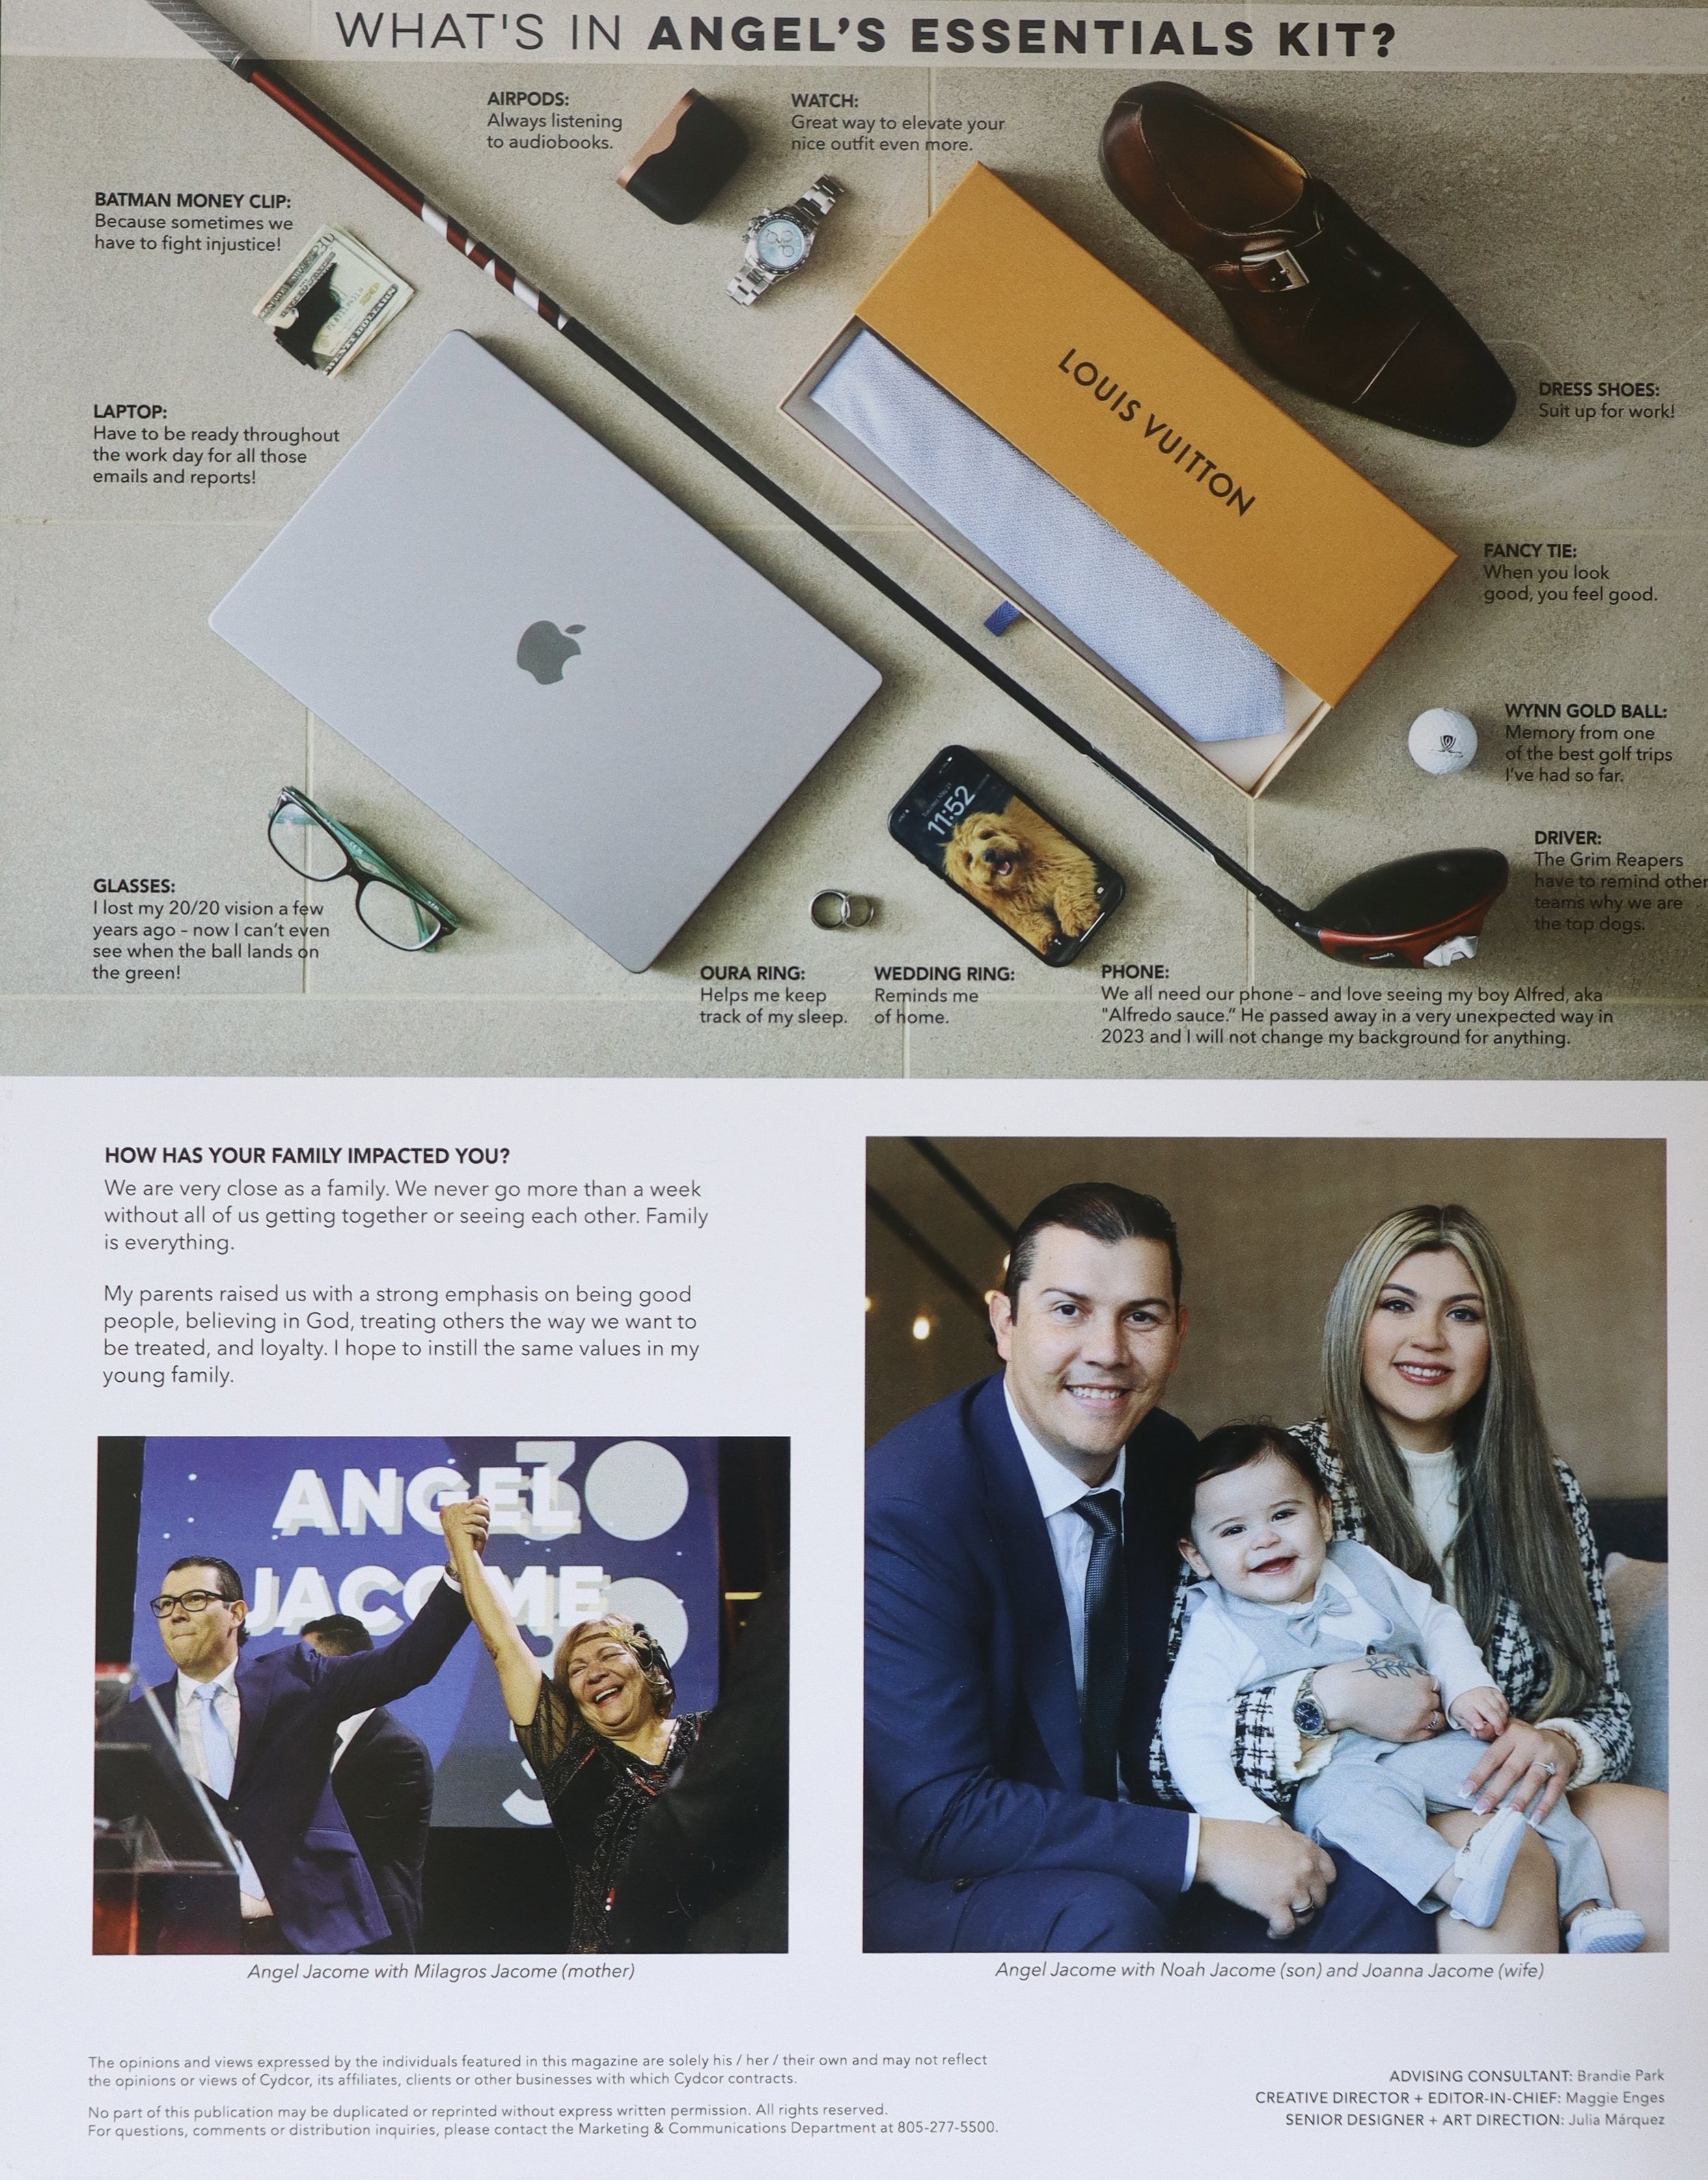 WHAT'S IN ANGEL'S ESSENTIALS KIT?
AIRPODS:
Always listening
to audiobooks.
WATCH:
Great way to elevate your
nice outfit even more.
BATMAN MONEY CLIP:
Because sometimes we
have to fight injustice!
LOUIS VUITTON
DRESS SHOES:
Suit up for work!
LAPTOP:
Have to be ready throughout
the work day for all those
emails and reports!
FANCY TIE:
When you look
good, you feel good.
WYNN GOLD BALL:
Memory from one
of the best golf trips
I've had so far.
11:52
DRIVER:
The Grim Reapers
have to remind other
teams why we are
the top dogs.
GLASSES:
I lost my 20/20 vision a few
years ago – now I can't even
see when the ball lands on
the green!
OURA RING:
Helps me keep
track of my sleep.
WEDDING RING:
Reminds me
of home.
PHONE:
We all need our phone – and love seeing my boy Alfred, aka
"Alfredo sauce." He passed away in a very unexpected way in
2023 and I will not change my background for anything.
HOW HAS YOUR FAMILY IMPACTED YOU?
We are very close as a family. We never go more than a week
without all of us getting together or seeing each other. Family
is everything.
My parents raised us with a strong emphasis on being good
people, believing in God, treating others the way we want to
be treated, and loyalty. I hope to instill the same values in my
young family.
ANGEL
JACOME
30
Angel Jacome with Milagros Jacome (mother)
Angel Jacome with Noah Jacome (son) and Joanna Jacome (wife)
The opinions and views expressed by the individuals featured in this magazine are solely his / her / their own and may not reflect
the opinions or views of Cydcor, its affiliates, clients or other businesses with which Cydcor contracts.
No part of this publication may be duplicated or reprinted without express written permission. All rights reserved.
For questions, comments or distribution inquiries, please contact the Marketing & Communications Department at 805-277-5500.
ADVISING CONSULTANT: Brandie Park
CREATIVE DIRECTOR + EDITOR-IN-CHIEF: Maggie Enges
SENIOR DESIGNER + ART DIRECTION: Julia Márquez